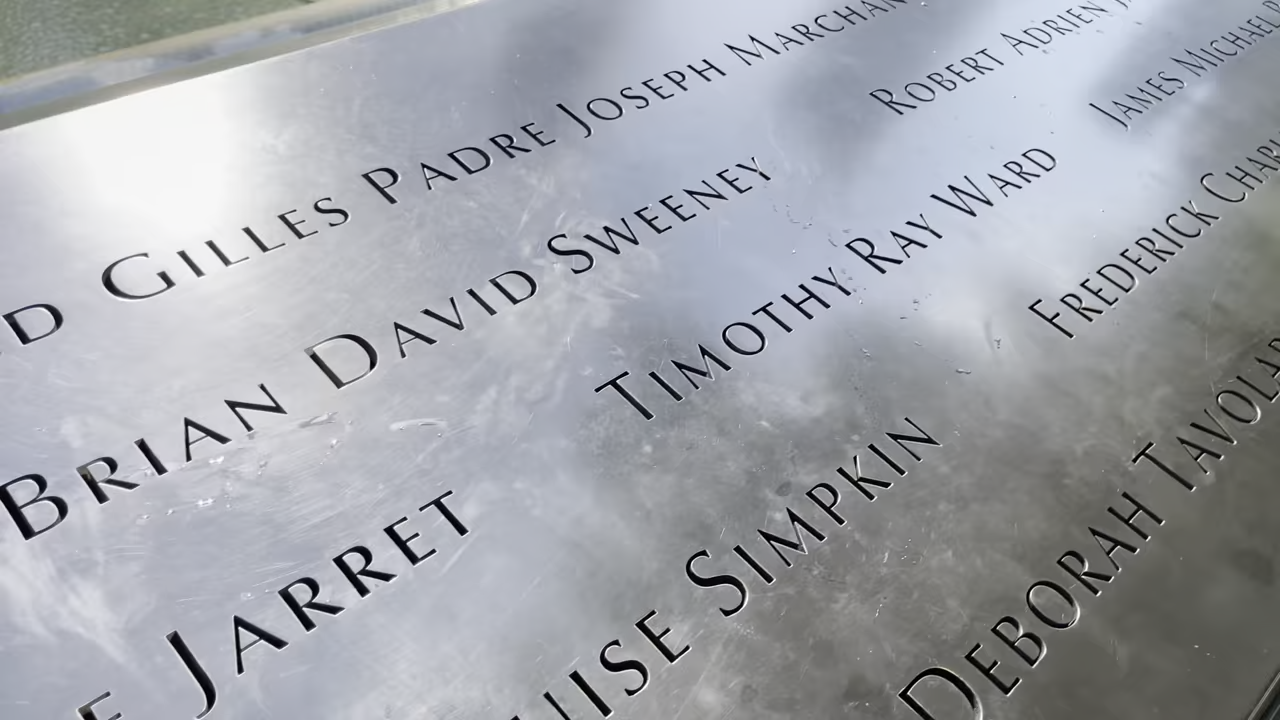 GILLES PADRE JOSEPH MARCHAN
ROBERT ADRIEN J
BRIAN DAVID SWEENEY
JAMES MICHAEL
TIMOTHY RAY WARD
JARRET
FREDERICK CHAR
SIMPKIN
DEBORAH TAVOLA